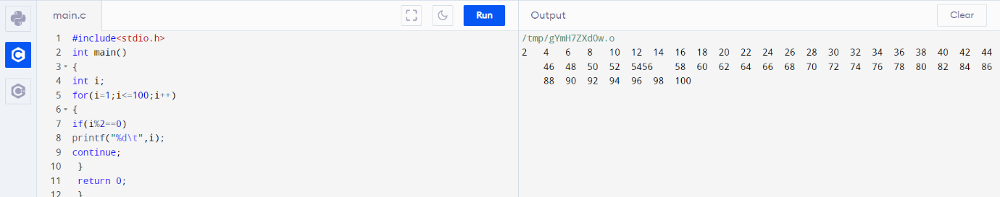 main.c
Run
Output
Clear
1 #include<stdio.h>
2 int main()
3 {
4 int i;
5 for(i=1;i<=100;i++)
6 {
7 if(i%2==0)
8 printf("%d\t",i);
9 continue;
10 }
11 return 0;
12 }
/tmp/gYmH7ZXdOw.o
2 4 6 8 10 12 14 16 18 20 22 24 26 28 30 32 34 36 38 40 42 44
46 48 50 52 5456 58 60 62 64 66 68 70 72 74 76 78 80 82 84 86
88 90 92 94 96 98 100